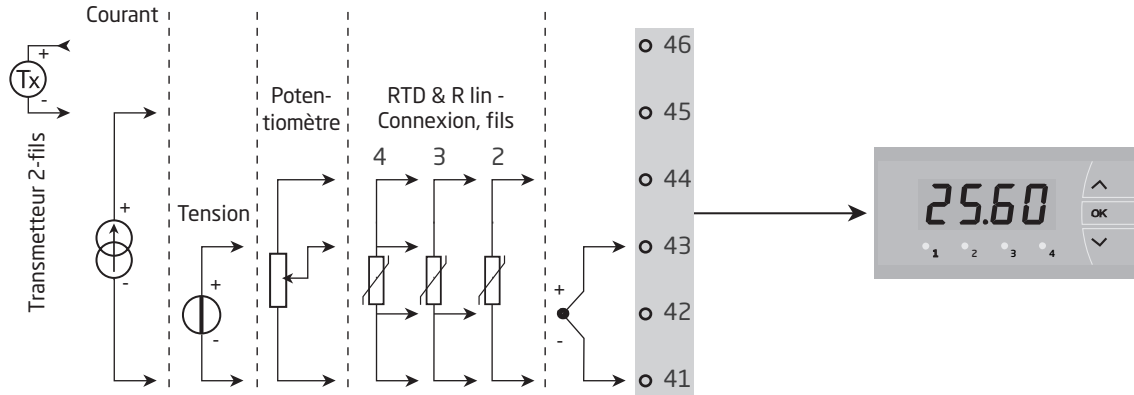 Courant
+
Tx
-
Transmetteur 2-fils
+
-
Tension
+
-
Poten-
tiomètre
RTD & R lin -
Connexion, fils
4 3 2
+
-
46
45
44
43
42
41
25.60
1 2 3 4
OK